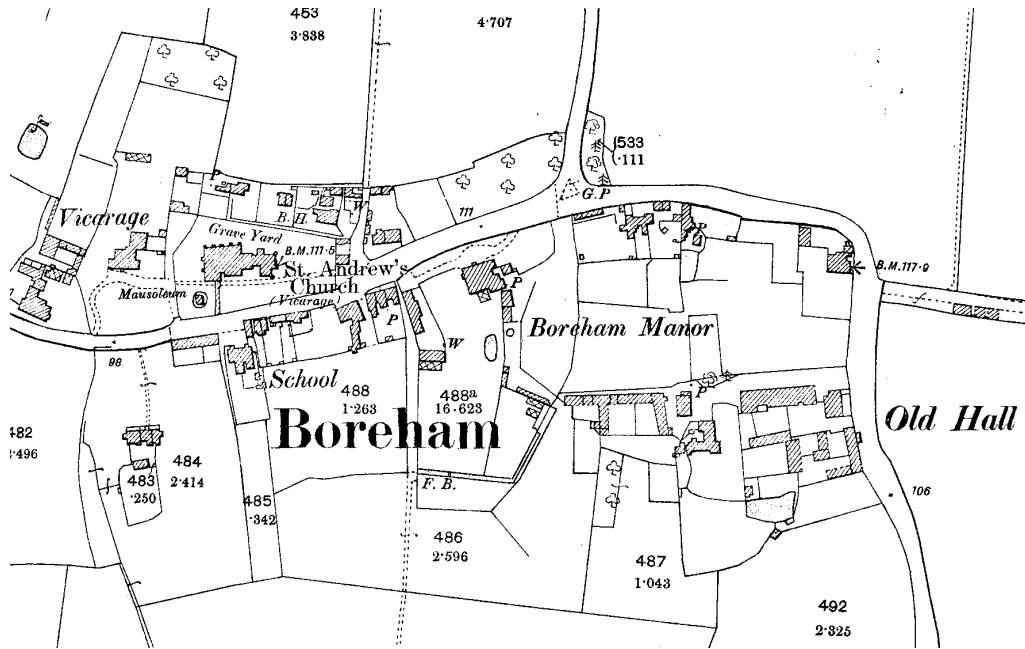 453
3·838
4·707
533
·111
P
Vicarage
B. H.
W
111
G. P
Grave Yard
B.M.111·5
P
St. Andrew's
Church
(Vicarage)
Mausoleum
B.M.117·9
P
P
W
Boreham Manor
98
School
488
1·263
488a
16·623
P
Boreham
Old Hall
482
484
2·414
483
·250
F. B.
485
·342
486
2·596
106
487
1·043
492
2·325